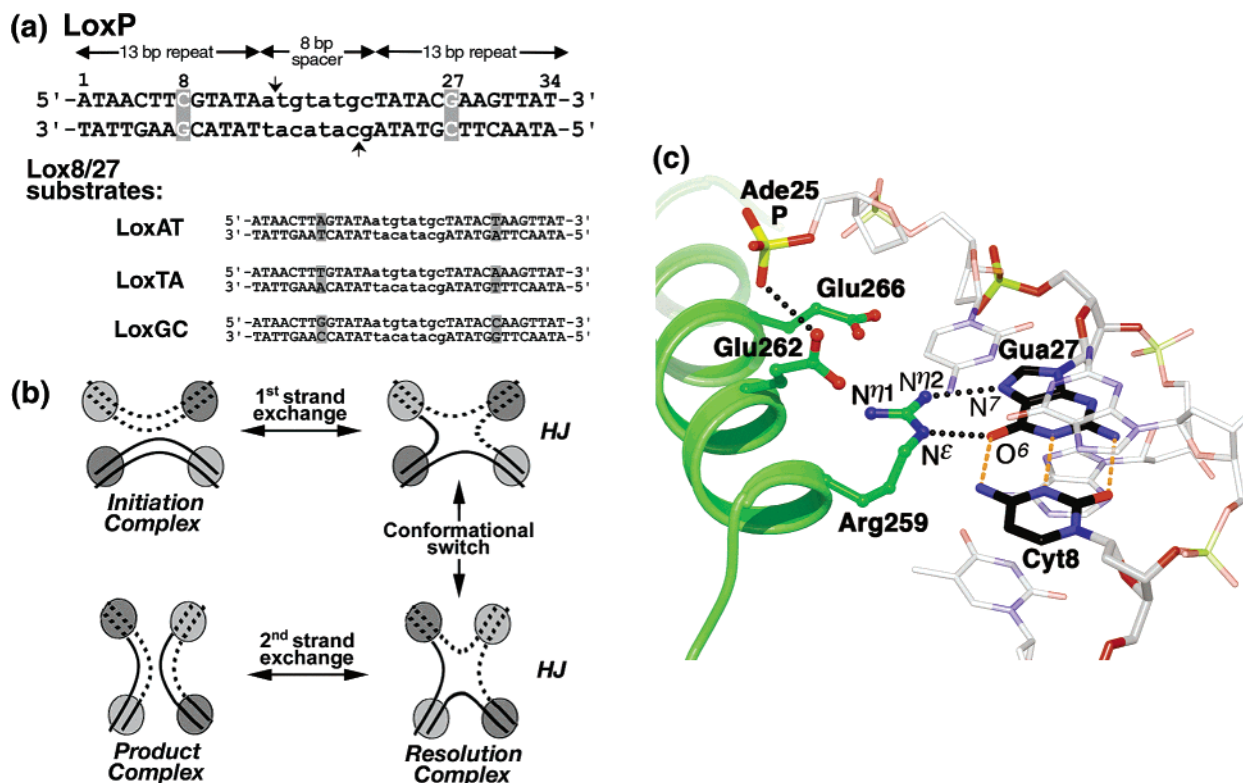 (a) LoxP
13 bp repeat 8 bp spacer 13 bp repeat
1 8 27 34
5'-ATAACTTCGTATAatgtatgcTATACGAAGTTAT-3'
3'-TATTGAAGCATATtacatacgATATGCTTCAATA-5'
Lox8/27
substrates:
LoxAT
5'-ATAACTTAGTATAatgtatgcTATACTAAGTTAT-3'
3'-TATTGAATCATATtacatacgATATGATTCAATA-5'
LoxTA
5'-ATAACTTTGTATAatgtatgcTATACAAAGTTAT-3'
3'-TATTGAAACATATtacatacgATATGTTTCAATA-5'
LoxGC
5'-ATAACTTGGTATAatgtatgcTATACCAAGTTAT-3'
3'-TATTGAACCATATtacatacgATATGGTTCAATA-5'
(b)
1st strand
exchange
HJ
Initiation
Complex
Conformational
switch
2nd strand
exchange
HJ
Product
Complex
Resolution
Complex
(c)
Ade25
P
Glu266
Glu262
Gua27
Nη1 Nη2
N7
Nε
O6
Arg259
Cyt8